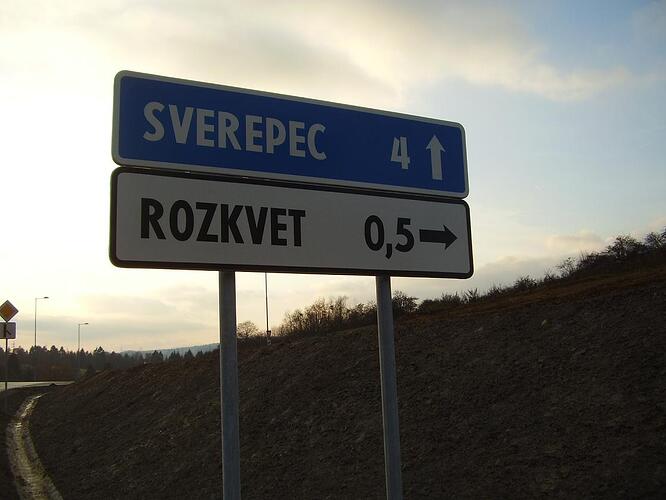 SVEREPEC 4 ↑
ROZKVET 0,5 →